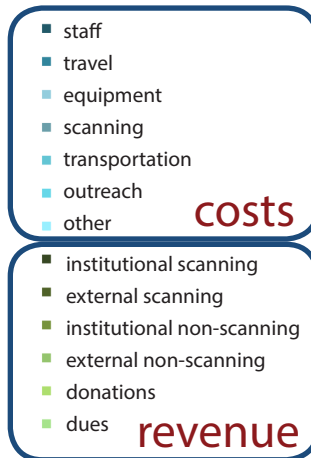 staff
travel
equipment
scanning
transportation
outreach
other
costs
institutional scanning
external scanning
institutional non-scanning
external non-scanning
donations
dues
revenue